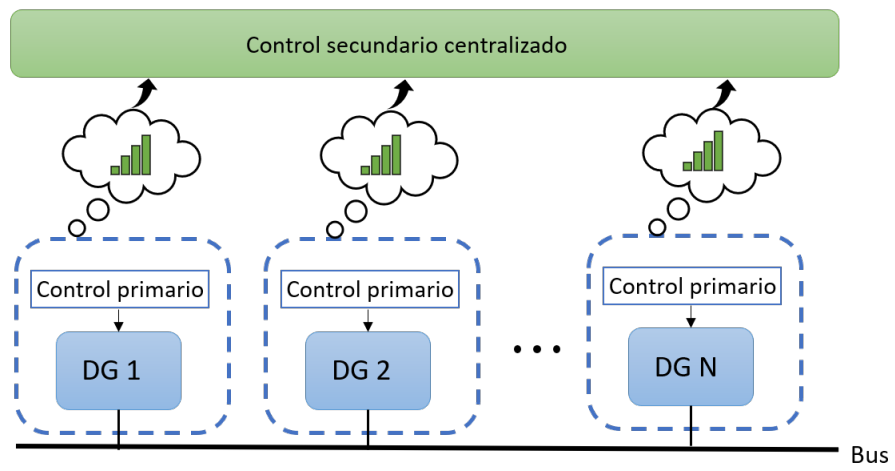 Control secundario centralizado
Control primario
Control primario
Control primario
DG 1
DG 2
DG N
Bus